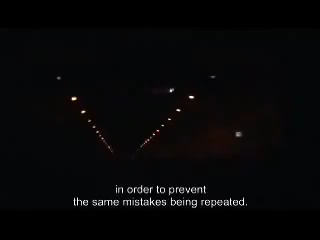 in order to prevent
the same mistakes being repeated.